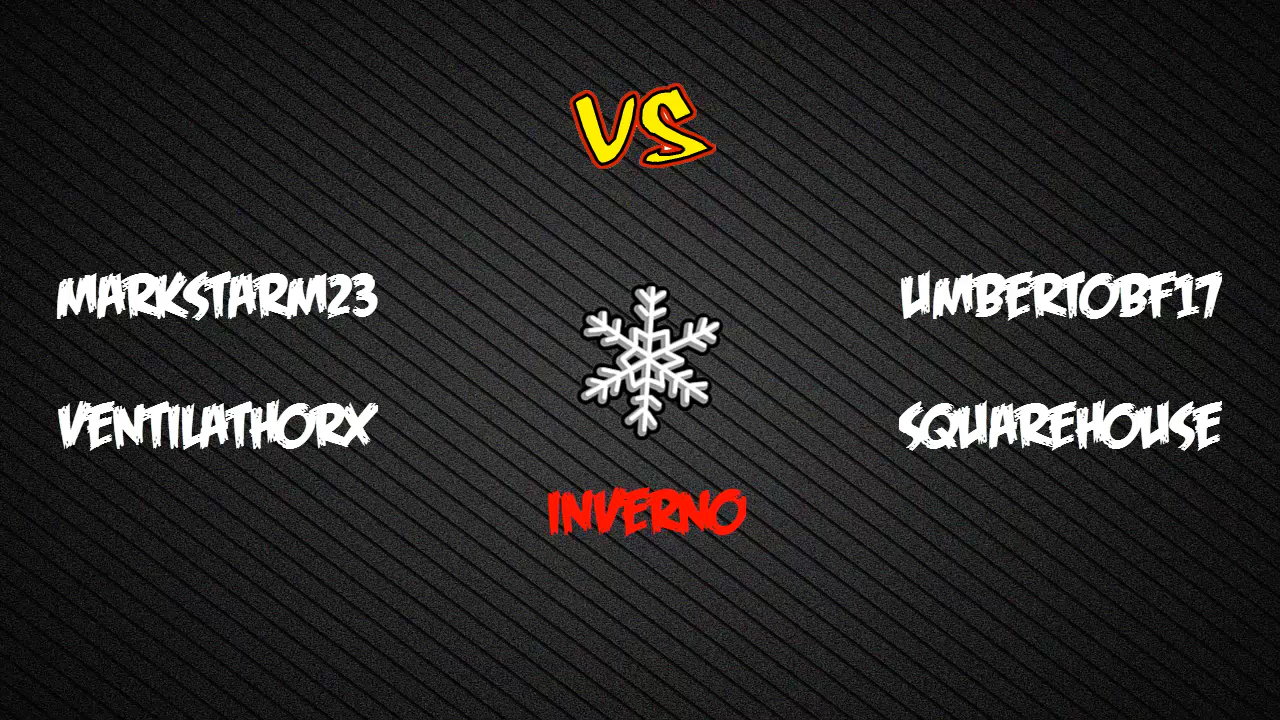 VS
MARKSTARM23
UMBERTOBF17
VENTILATHORX
SQUAREHOUSE
INVERNO